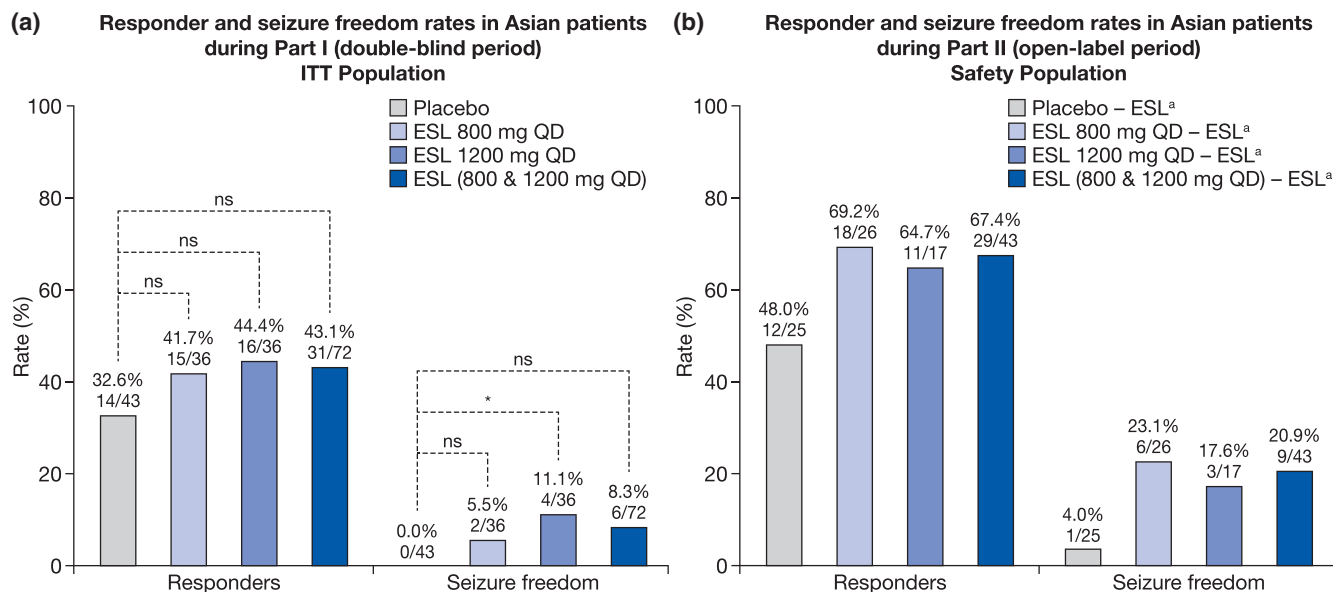 (a)
Responder and seizure freedom rates in Asian patients
during Part I (double-blind period)
ITT Population
Rate (%)
100
80
60
40
20
0
Placebo
ESL 800 mg QD
ESL 1200 mg QD
ESL (800 & 1200 mg QD)
ns
ns
ns
32.6%
14/43
41.7%
15/36
44.4%
16/36
43.1%
31/72
ns
*
ns
0.0%
0/43
5.5%
2/36
11.1%
4/36
8.3%
6/72
Responders
Seizure freedom
(b)
Responder and seizure freedom rates in Asian patients
during Part II (open-label period)
Safety Population
Rate (%)
100
80
60
40
20
0
Placebo – ESLa
ESL 800 mg QD – ESLa
ESL 1200 mg QD – ESLa
ESL (800 & 1200 mg QD) – ESLa
48.0%
12/25
69.2%
18/26
64.7%
11/17
67.4%
29/43
4.0%
1/25
23.1%
6/26
17.6%
3/17
20.9%
9/43
Responders
Seizure freedom